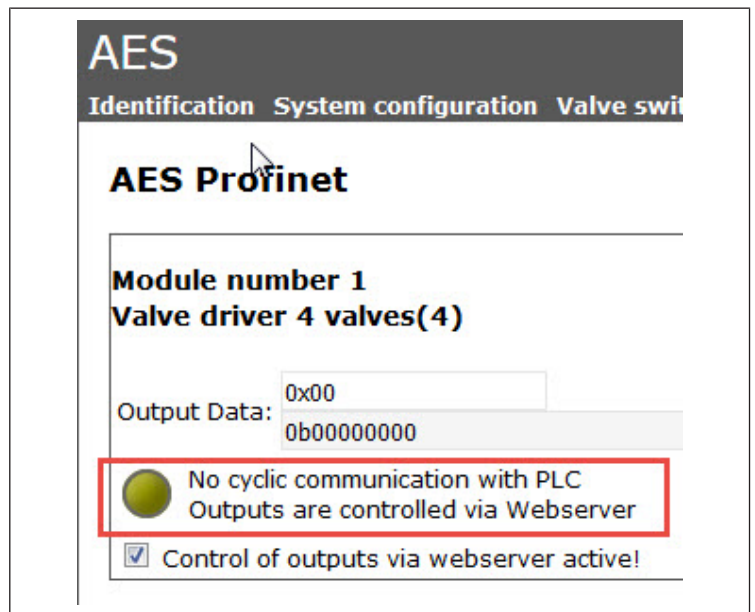 AES
Identification System configuration Valve swit
AES Profinet
Module number 1
Valve driver 4 valves(4)
Output Data:
0x00
0b00000000
No cyclic communication with PLC
Outputs are controlled via Webserver
Control of outputs via webserver active!